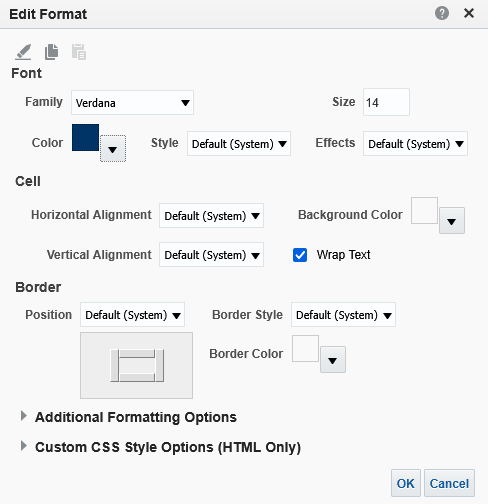 Edit Format
Font
Family Verdana Size 14
Color Style Default (System) Effects Default (System)
Cell
Horizontal Alignment Default (System) Background Color
Vertical Alignment Default (System) Wrap Text
Border
Position Default (System) Border Style Default (System)
Border Color
Additional Formatting Options
Custom CSS Style Options (HTML Only)
OK Cancel